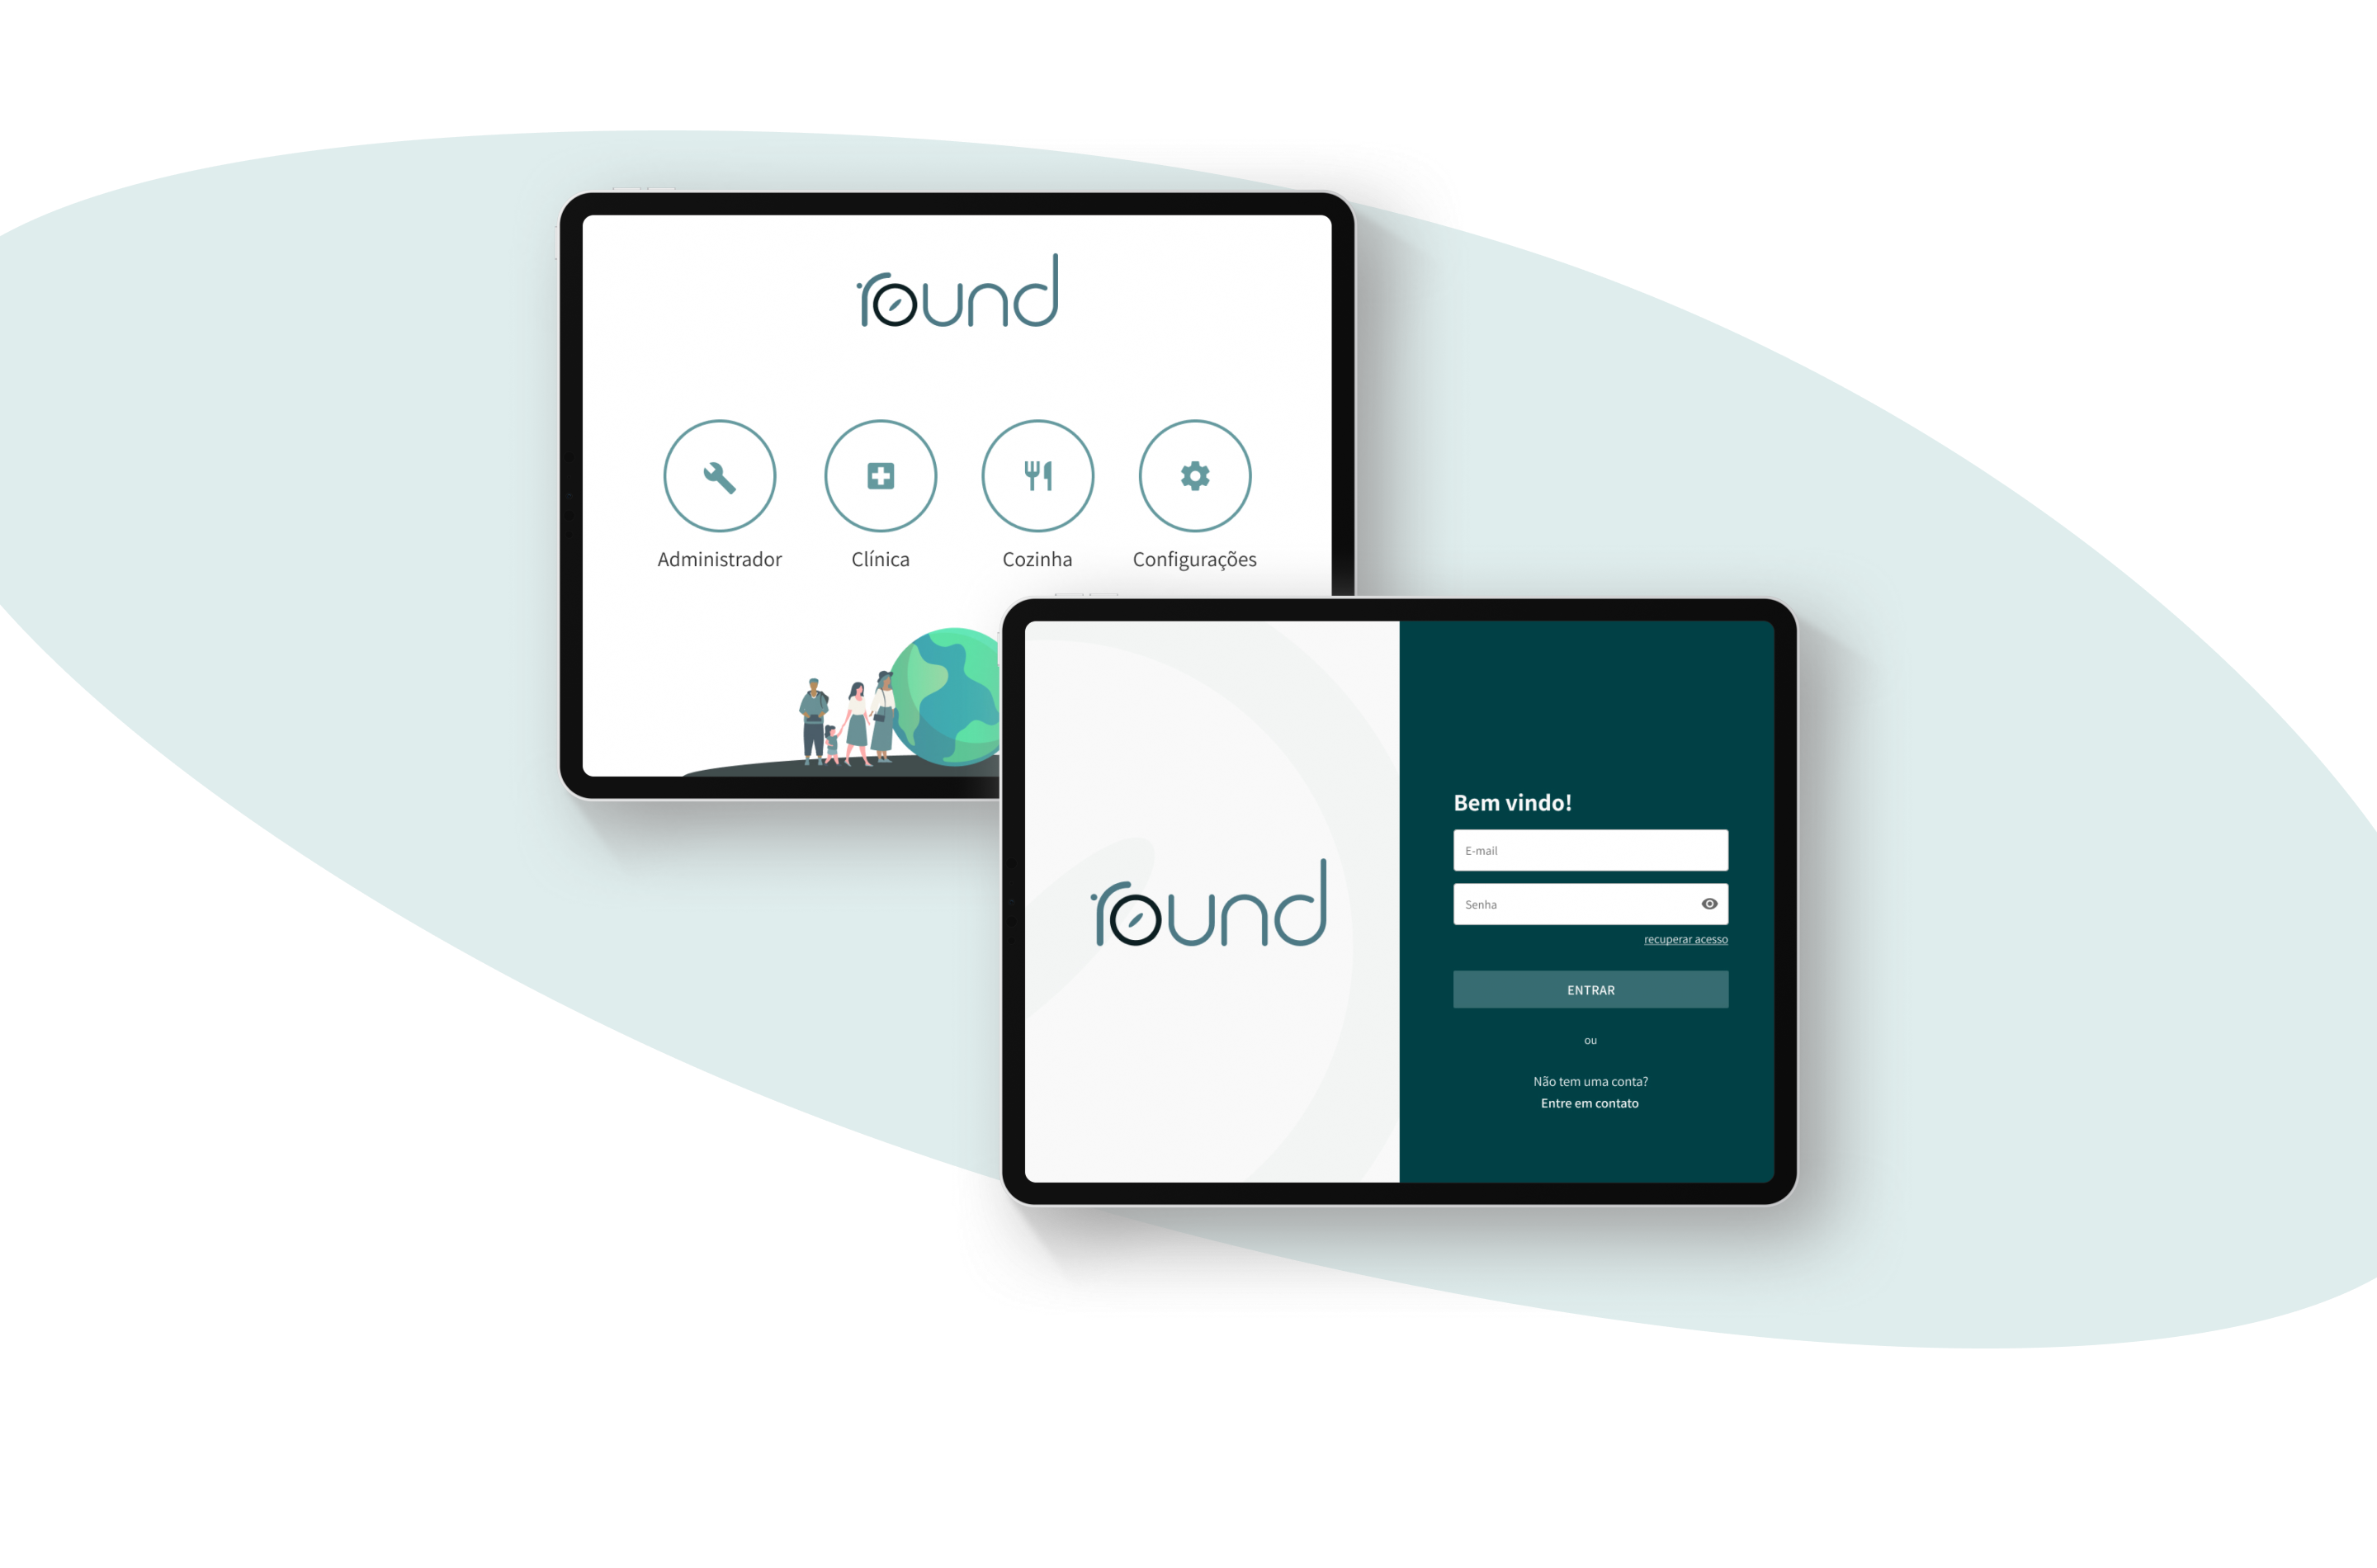 round
Administrador
Clínica
Cozinha
Configurações
round
Bem vindo!
E-mail
Senha
recuperar acesso
ENTRAR
ou
Não tem uma conta?
Entre em contato